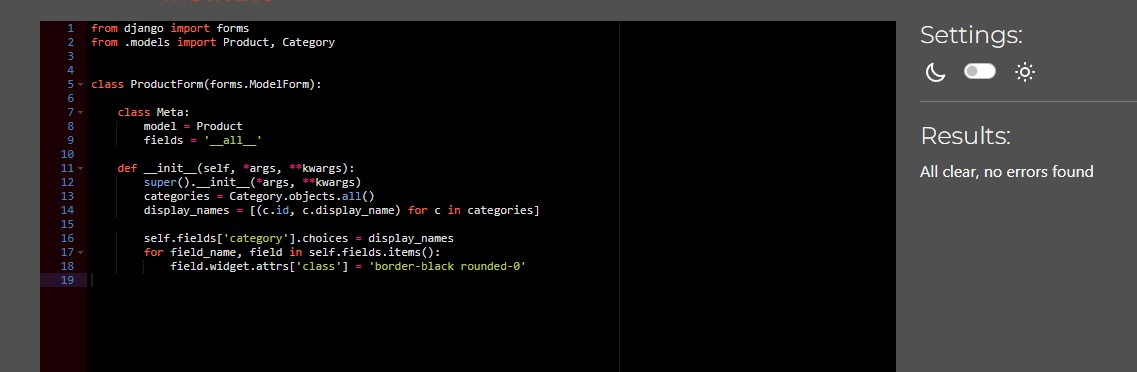 1 from django import forms
2 from .models import Product, Category
3
4
5 class ProductForm(forms.ModelForm):
6
7     class Meta:
8         model = Product
9         fields = '__all__'
10
11     def __init__(self, *args, **kwargs):
12         super().__init__(*args, **kwargs)
13         categories = Category.objects.all()
14         display_names = [(c.id, c.display_name) for c in categories]
15
16         self.fields['category'].choices = display_names
17         for field_name, field in self.fields.items():
18             field.widget.attrs['class'] = 'border-black rounded-0'
19
Settings:
Results:
All clear, no errors found